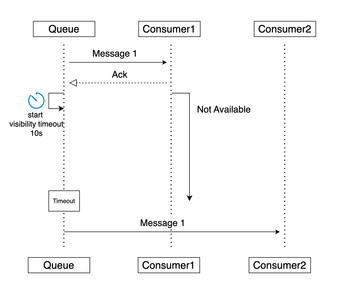 Queue
Consumer1
Consumer2
Message 1
Ack
start
visibility timeout
10s
Not Available
Timeout
Message 1
Queue
Consumer1
Consumer2